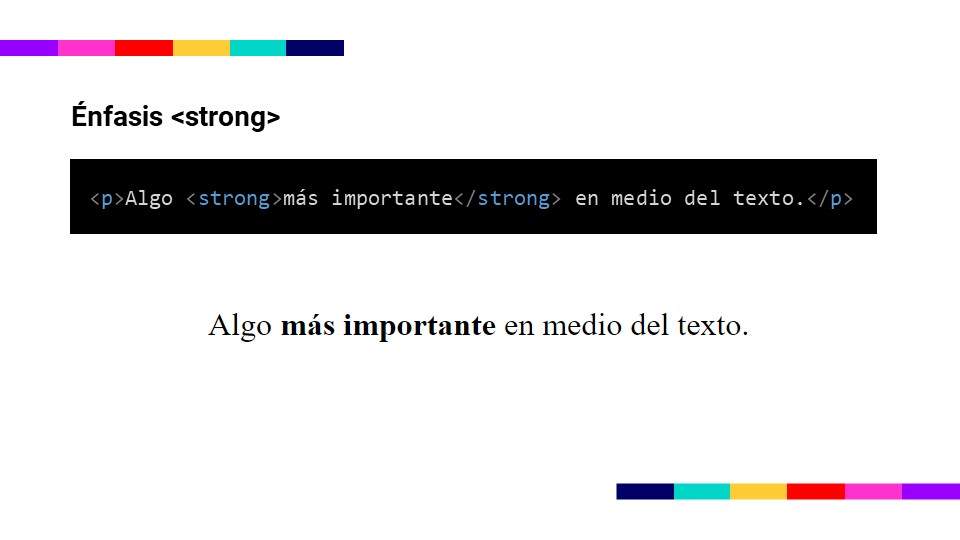 Énfasis <strong>
<p>Algo <strong>más importante</strong> en medio del texto.</p>
Algo más importante en medio del texto.